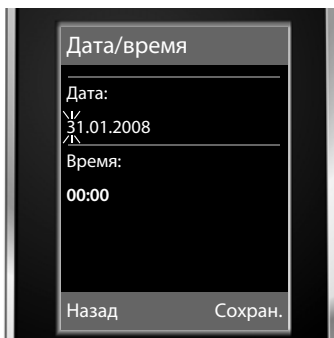 Дата/время
Дата:
31.01.2008
Время:
00:00
Назад Сохран.